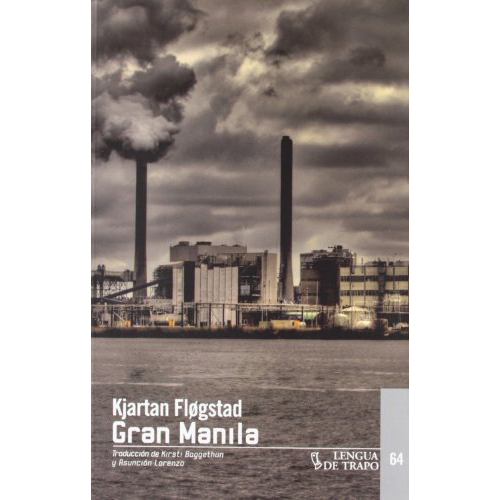 Kjartan Fløgstad
Gran Manila
Traducción de Kirsti Baggethun
y Asunción Lorenzo
LENGUA
DE TRAPO
64